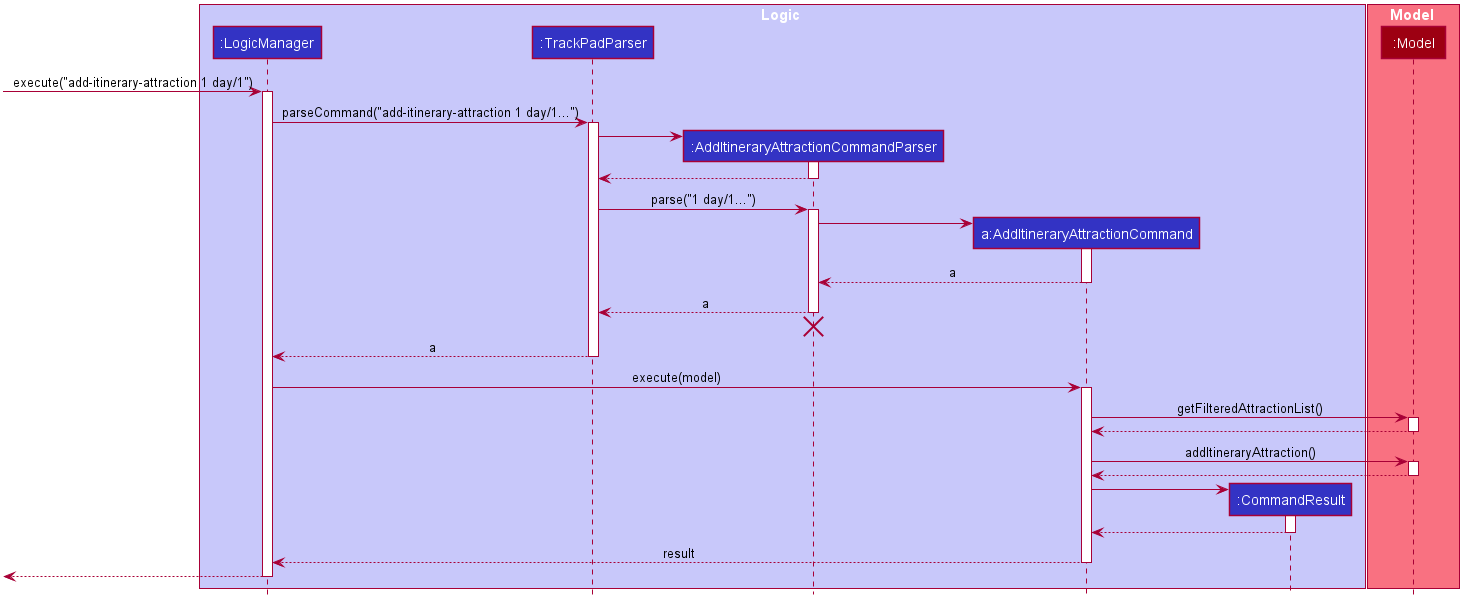 Logic
Model
:LogicManager
:TrackPadParser
:Model
execute("add-itinerary-attraction 1 day/1")
parseCommand("add-itinerary-attraction 1 day/1...")
:AddItineraryAttractionCommandParser
parse("1 day/1...")
a:AddItineraryAttractionCommand
a
a
a
execute(model)
getFilteredAttractionList()
addItineraryAttraction()
:CommandResult
result